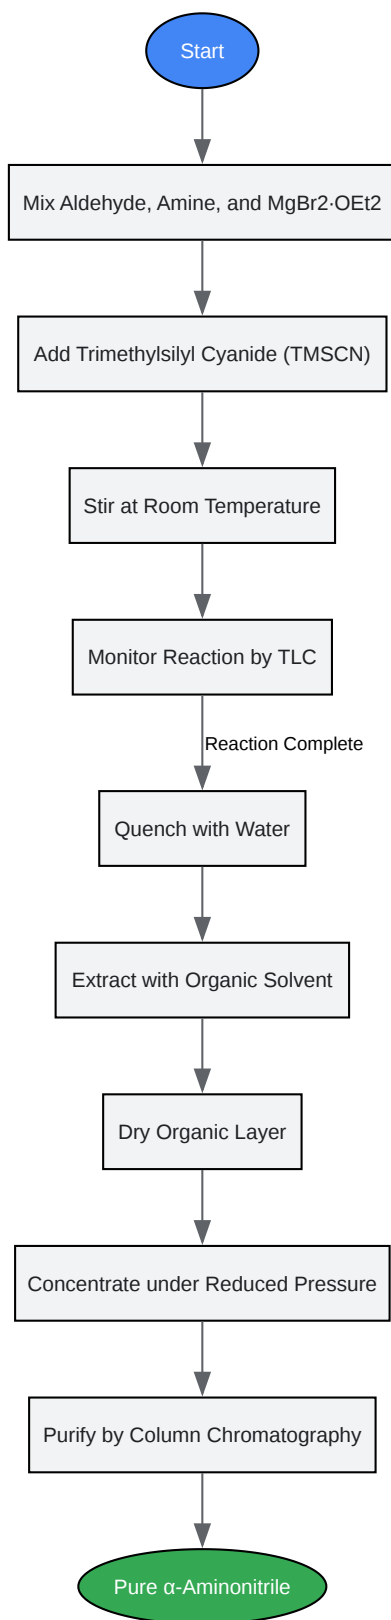 Start
Mix Aldehyde, Amine, and MgBr2·OEt2
Add Trimethylsilyl Cyanide (TMSCN)
Stir at Room Temperature
Monitor Reaction by TLC
Reaction Complete
Quench with Water
Extract with Organic Solvent
Dry Organic Layer
Concentrate under Reduced Pressure
Purify by Column Chromatography
Pure α-Aminonitrile